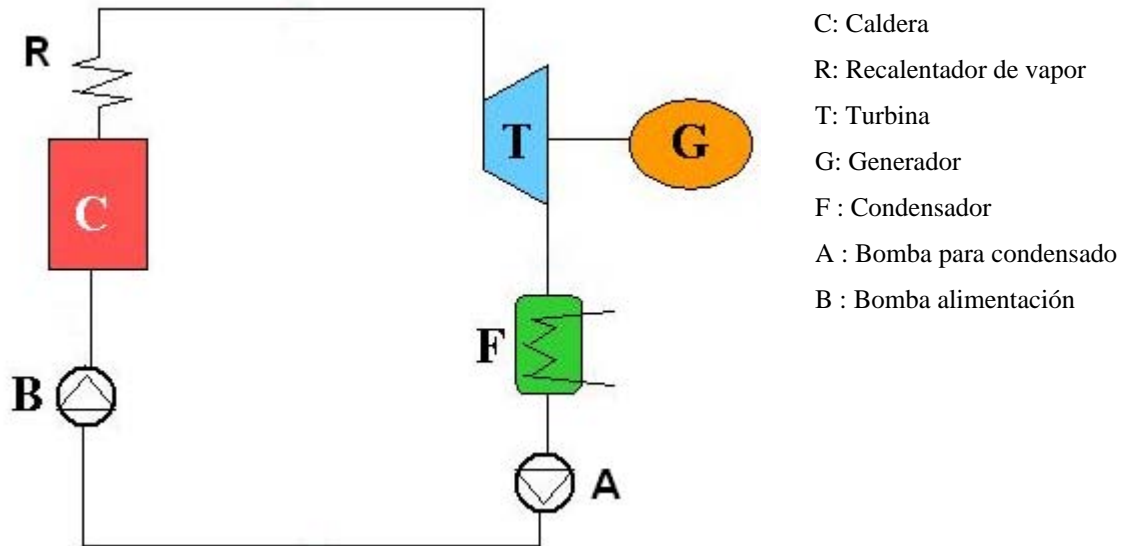 R
C
B
T
G
F
A
C: Caldera
R: Recalentador de vapor
T: Turbina
G: Generador
F : Condensador
A : Bomba para condensado
B : Bomba alimentación